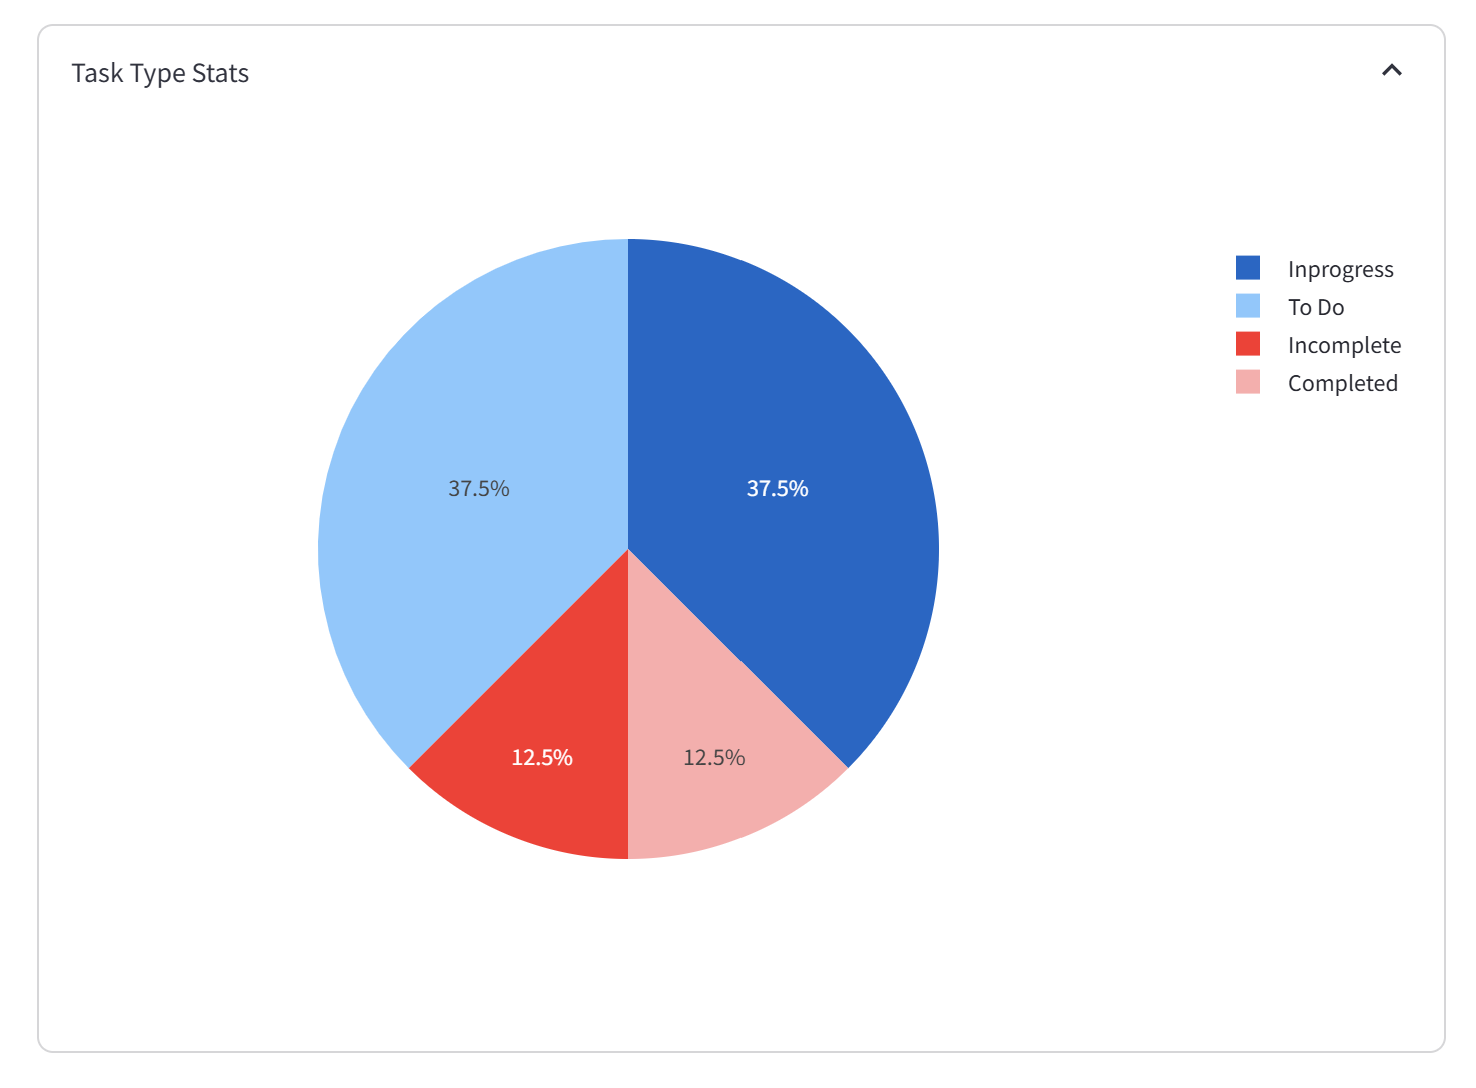 Task Type Stats
Inprogress
To Do
Incomplete
Completed
37.5%
37.5%
12.5%
12.5%